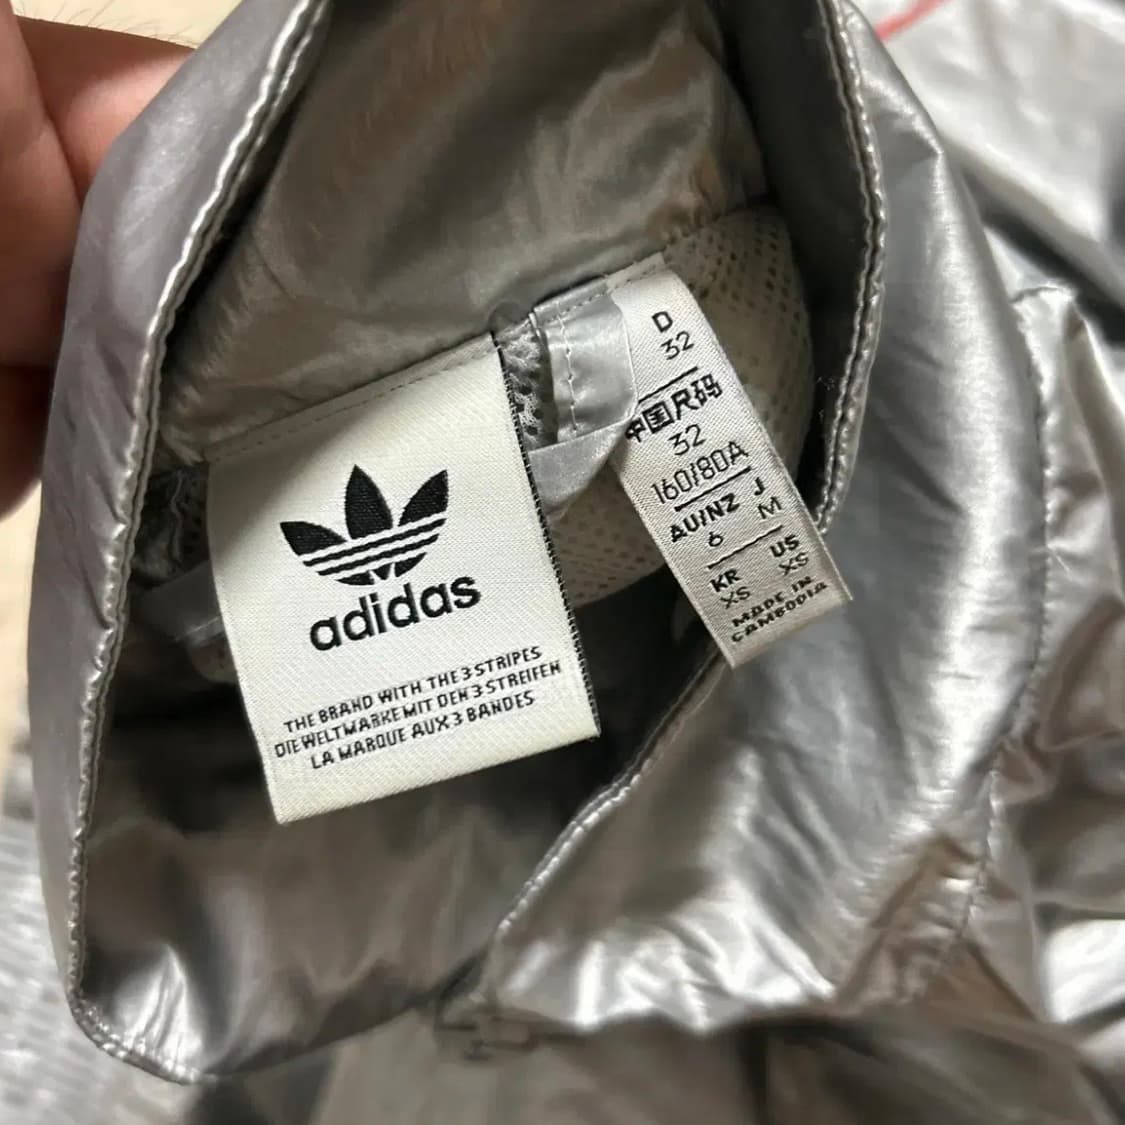 adidas
THE BRAND WITH THE 3 STRIPES
DIE WELTMARKE MIT DEN 3 STREIFEN
LA MARQUE AUX 3 BANDES
D
32
中国尺码
32
160/80A
AU/NZ J
6 M
KR US
XS XS
MADE IN
CAMBODIA